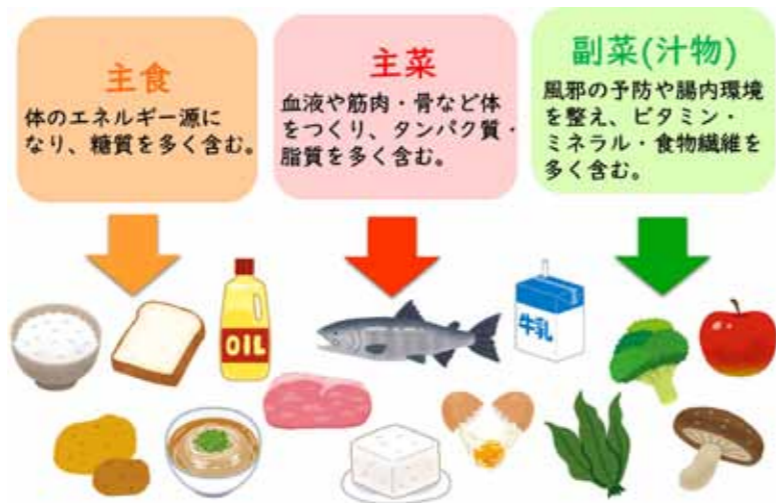 主食
体のエネルギー源に
なり、糖質を多く含む。
主菜
血液や筋肉・骨など体
をつくり、タンパク質・
脂質を多く含む。
副菜(汁物)
風邪の予防や腸内環境
を整え、ビタミン・
ミネラル・食物繊維を
多く含む。
OIL
牛乳